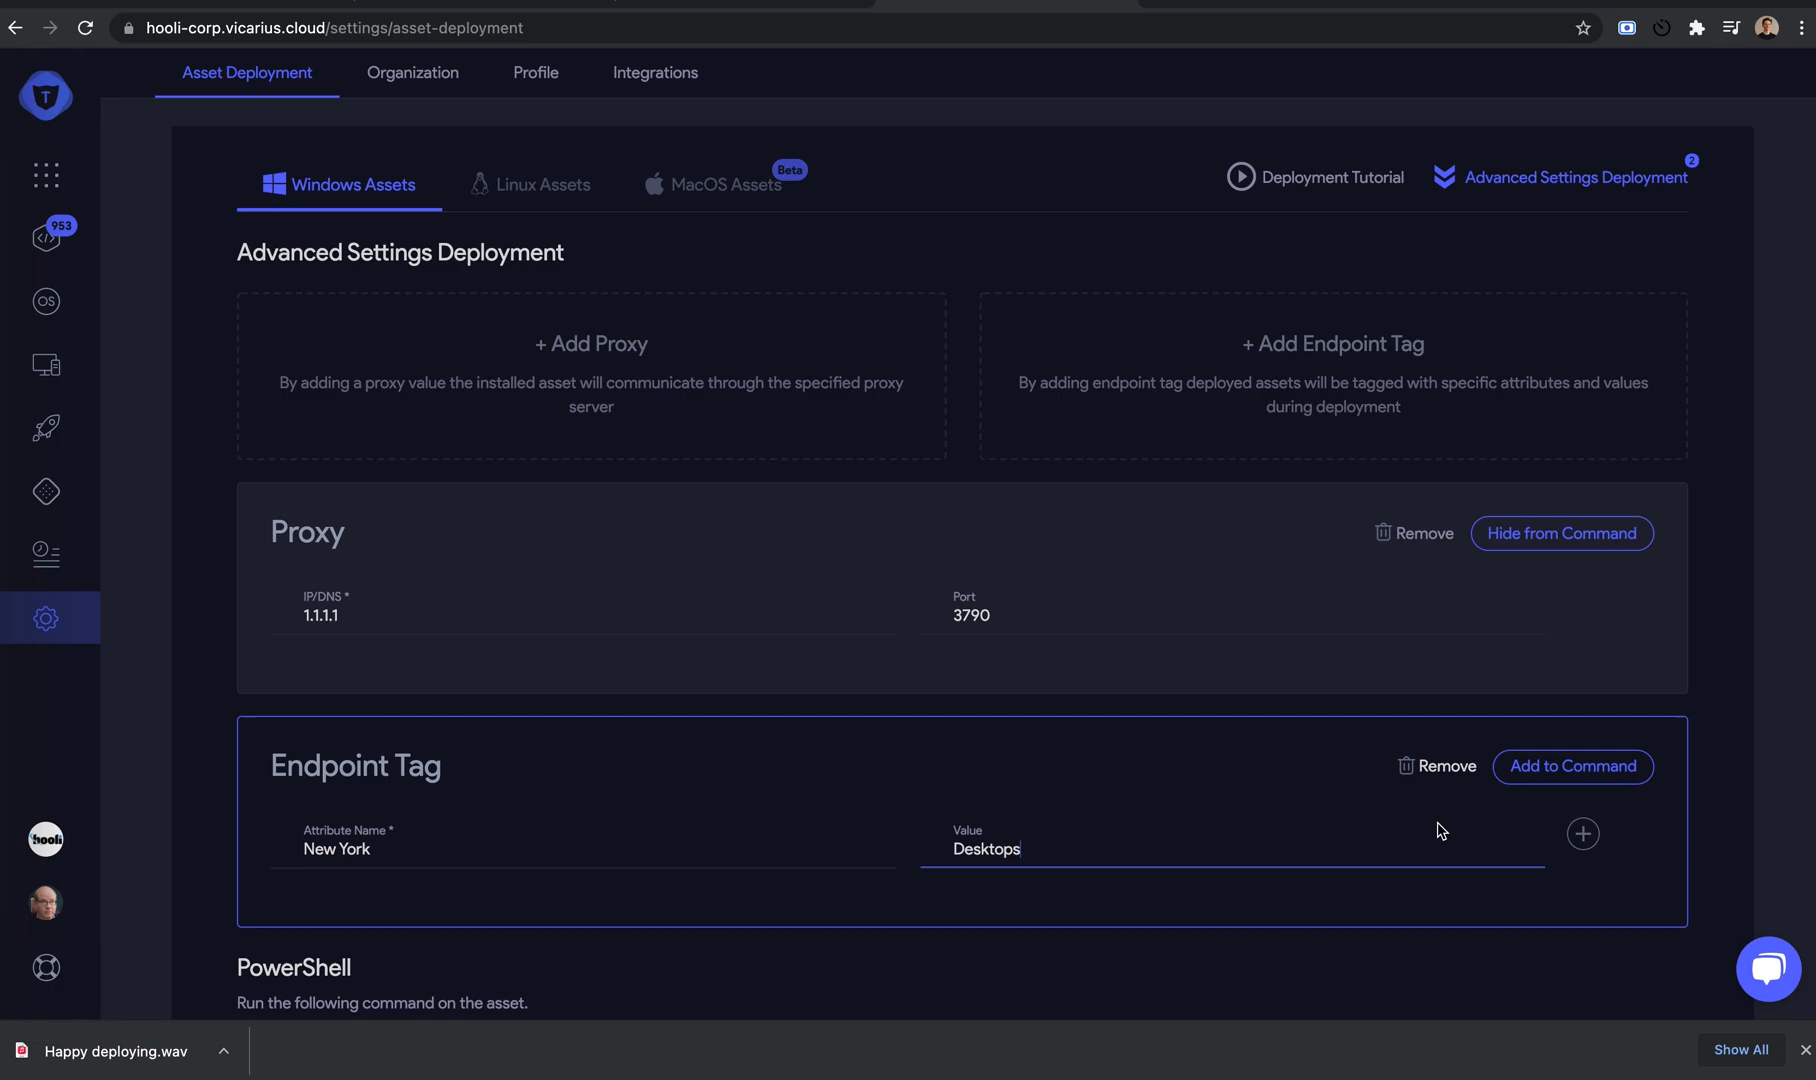 hooli-corp.vicarius.cloud/settings/asset-deployment
Asset Deployment
Organization
Profile
Integrations
T
953
OS
Windows Assets
Linux Assets
MacOS Assets
Beta
Deployment Tutorial
Advanced Settings Deployment
2
Advanced Settings Deployment
+ Add Proxy
By adding a proxy value the installed asset will communicate through the specified proxy
server
+ Add Endpoint Tag
By adding endpoint tag deployed assets will be tagged with specific attributes and values
during deployment
Proxy
Remove
Hide from Command
IP/DNS *
1.1.1.1
Port
3790
Endpoint Tag
Remove
Add to Command
Attribute Name *
New York
Value
Desktops
hooli
PowerShell
Run the following command on the asset.
Happy deploying.wav
Show All